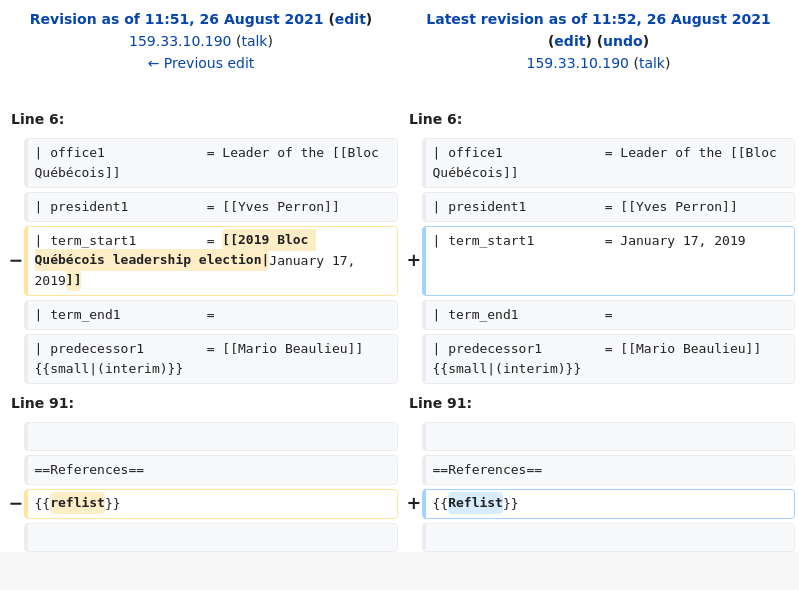 Revision as of 11:51, 26 August 2021 (edit)
159.33.10.190 (talk)
← Previous edit
Latest revision as of 11:52, 26 August 2021
(edit) (undo)
159.33.10.190 (talk)
Line 6:
Line 6:
| office1 = Leader of the [[Bloc
Québécois]]
| office1 = Leader of the [[Bloc
Québécois]]
| president1 = [[Yves Perron]]
| president1 = [[Yves Perron]]
− | term_start1 = [[2019 Bloc
Québécois leadership election|January 17,
2019]]
+ | term_start1 = January 17, 2019
| term_end1 =
| term_end1 =
| predecessor1 = [[Mario Beaulieu]]
{{small|(interim)}}
| predecessor1 = [[Mario Beaulieu]]
{{small|(interim)}}
Line 91:
Line 91:
==References==
==References==
− {{reflist}}
+ {{Reflist}}